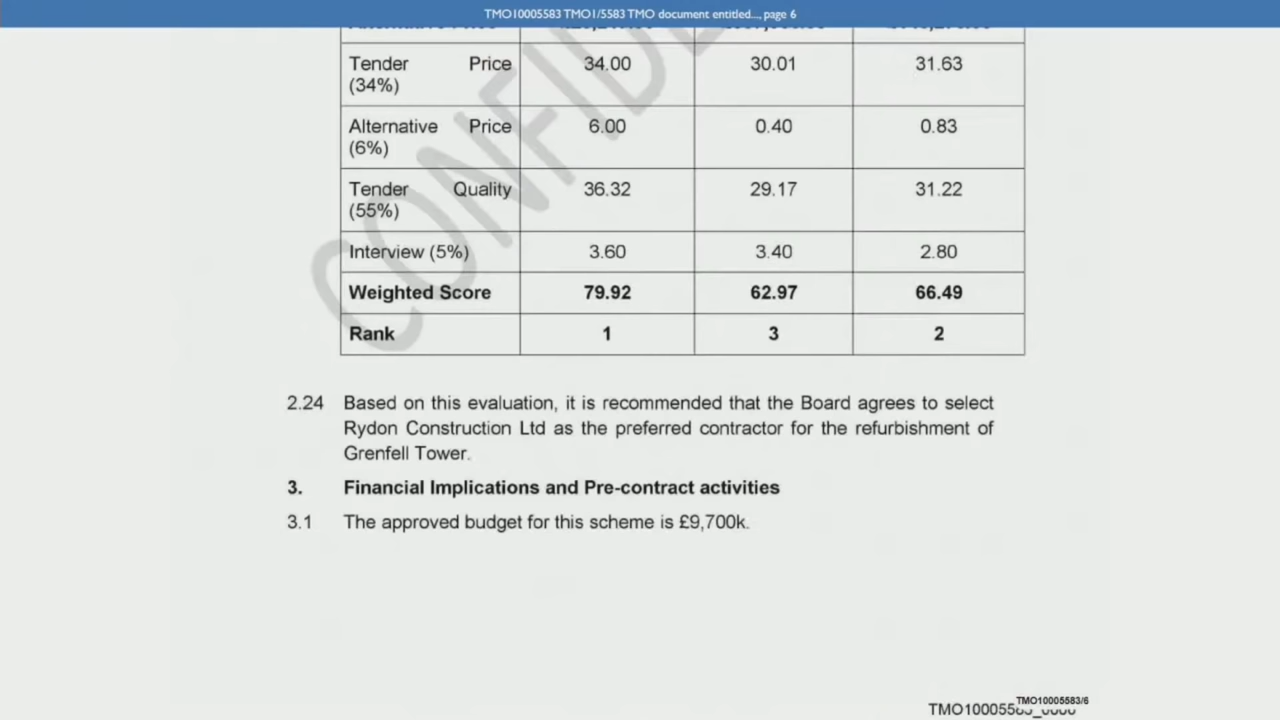 TMO10005583 TMO1/5583 TMO document entitled..., page 6
Tender Price 34.00 30.01 31.63
(34%)
Alternative Price 6.00 0.40 0.83
(6%)
Tender Quality 36.32 29.17 31.22
(55%)
Interview (5%) 3.60 3.40 2.80
Weighted Score 79.92 62.97 66.49
Rank 1 3 2
2.24 Based on this evaluation, it is recommended that the Board agrees to select
Rydon Construction Ltd as the preferred contractor for the refurbishment of
Grenfell Tower.
3. Financial Implications and Pre-contract activities
3.1 The approved budget for this scheme is £9,700k.
TMO10005583/6